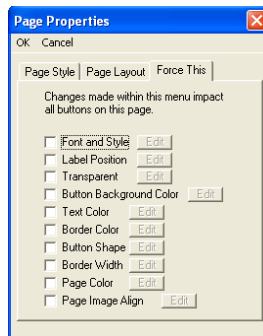 Page Properties
OK Cancel
Page Style Page Layout Force This
Changes made within this menu impact
all buttons on this page.
Font and Style Edit
Label Position Edit
Transparent Edit
Button Background Color Edit
Text Color Edit
Border Color Edit
Button Shape Edit
Border Width Edit
Page Color Edit
Page Image Align Edit